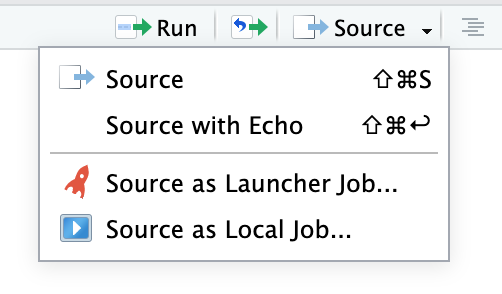 Run Source
Source ⇧⌘S
Source with Echo ⇧⌘↩
Source as Launcher Job...
Source as Local Job...